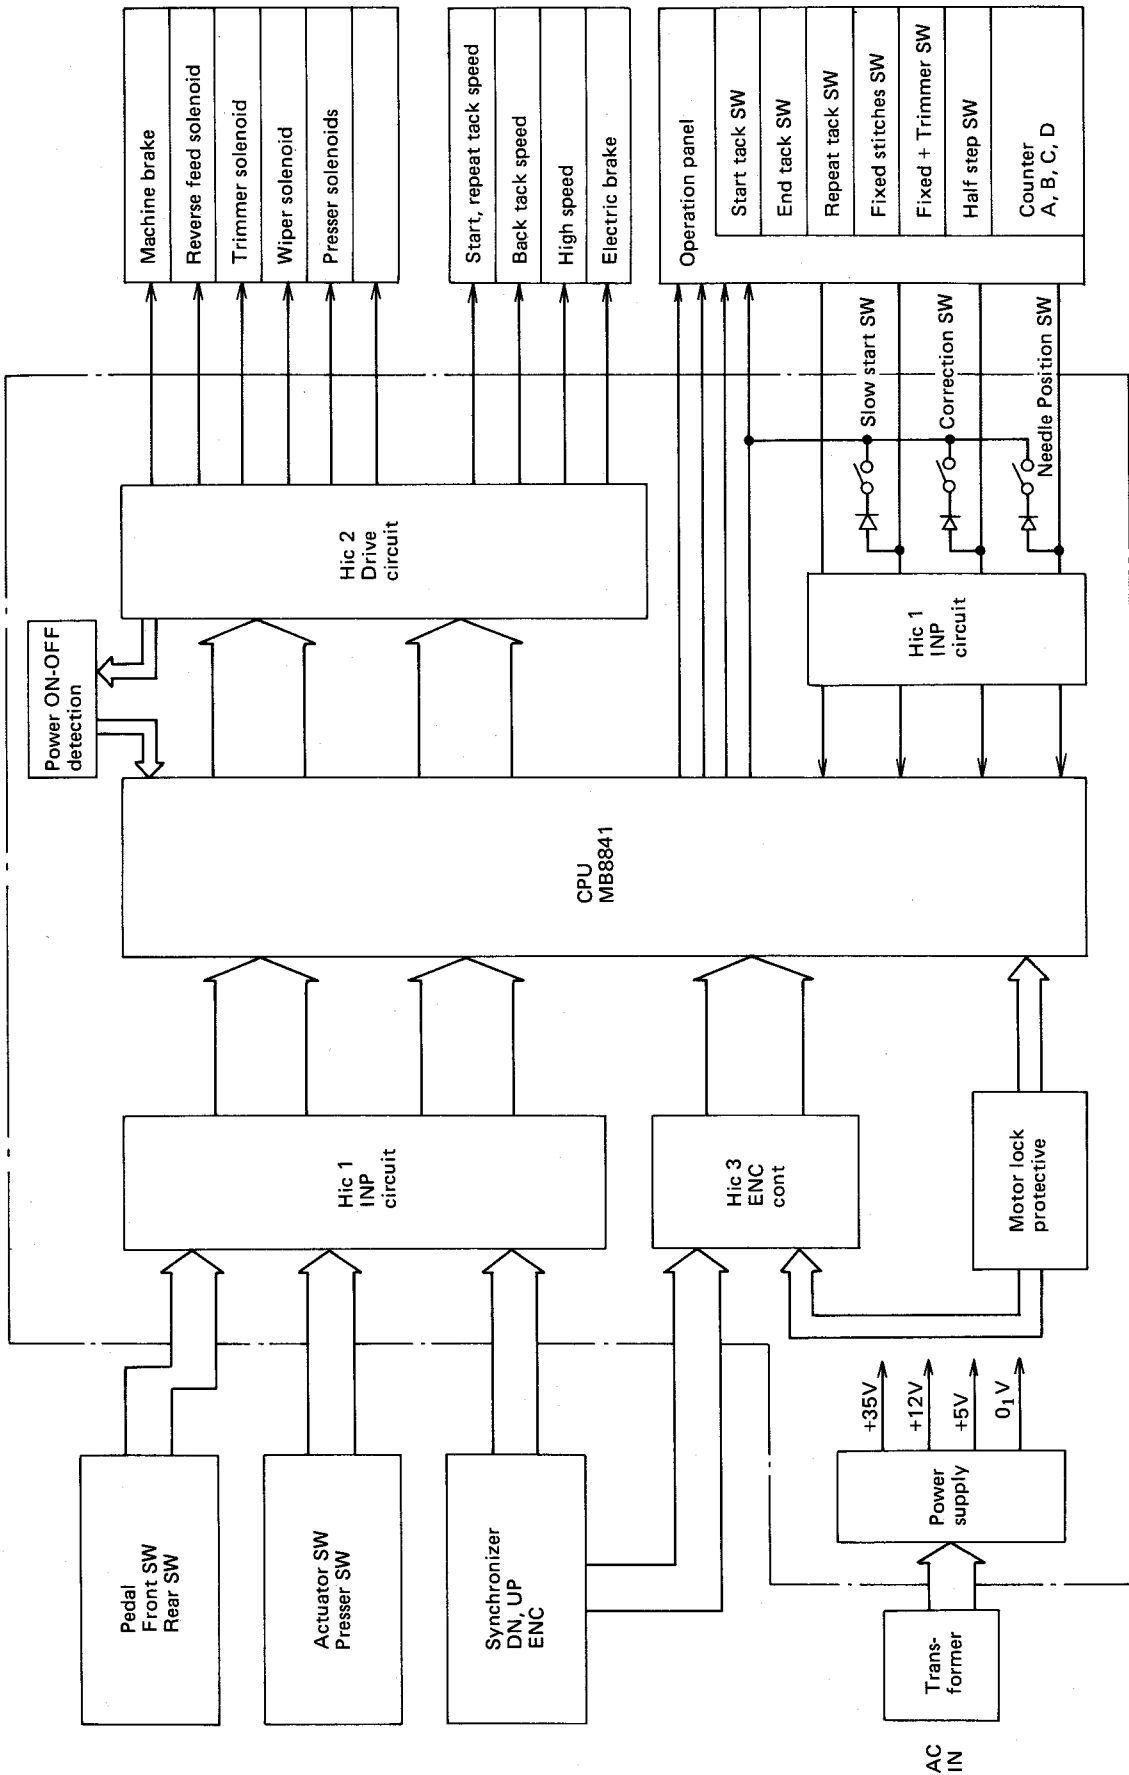 Pedal
Front SW
Rear SW
Actuator SW
Presser SW
Synchronizer
DN, UP
ENC
AC
IN
Trans-
former
Power
supply
+35V
+12V
+5V
0₁V
Hic 1
INP
circuit
Hic 3
ENC
cont
Motor lock
protective
CPU
MB8841
Power ON-OFF
detection
Hic 2
Drive
circuit
Hic 1
INP
circuit
Slow start SW
Correction SW
Needle Position SW
Machine brake
Reverse feed solenoid
Trimmer solenoid
Wiper solenoid
Presser solenoids
Start, repeat tack speed
Back tack speed
High speed
Electric brake
Operation panel
Start tack SW
End tack SW
Repeat tack SW
Fixed stitches SW
Fixed + Trimmer SW
Half step SW
Counter
A, B, C, D